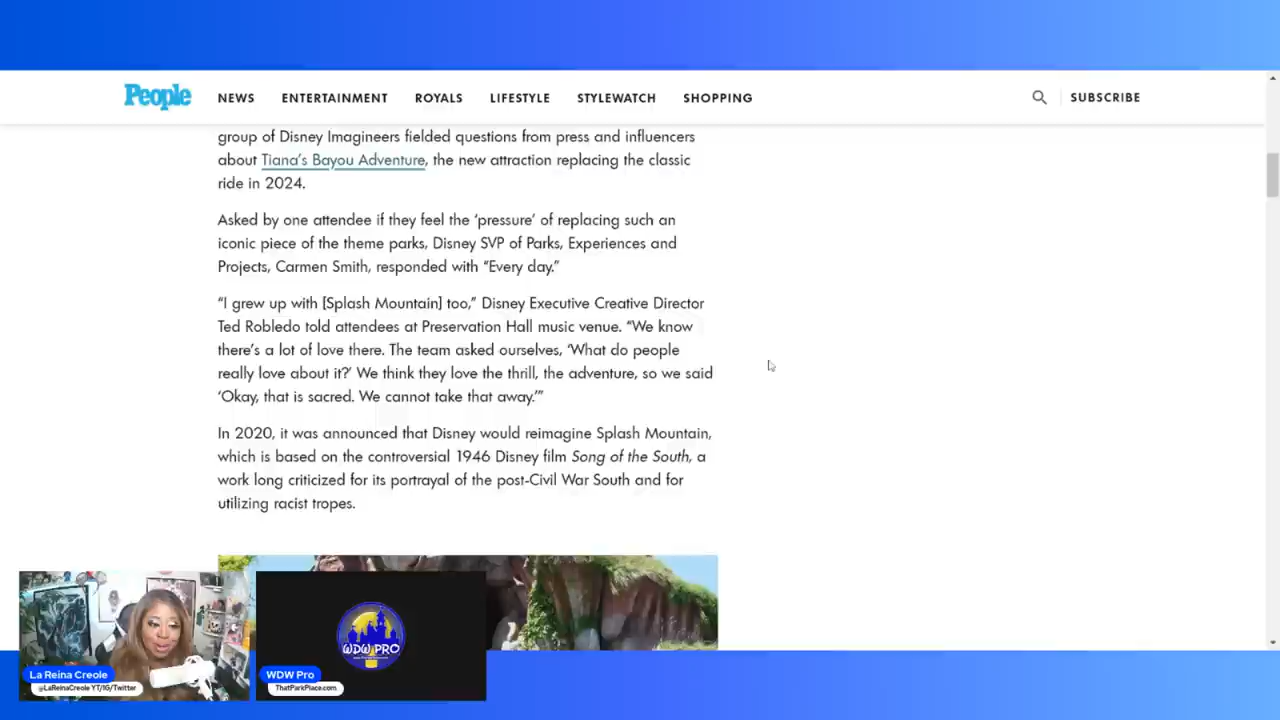 People
NEWS ENTERTAINMENT ROYALS LIFESTYLE STYLEWATCH SHOPPING
SUBSCRIBE
group of Disney Imagineers fielded questions from press and influencers
about Tiana’s Bayou Adventure, the new attraction replacing the classic
ride in 2024.
Asked by one attendee if they feel the ‘pressure’ of replacing such an
iconic piece of the theme parks, Disney SVP of Parks, Experiences and
Projects, Carmen Smith, responded with “Every day.”
“I grew up with [Splash Mountain] too,” Disney Executive Creative Director
Ted Robledo told attendees at Preservation Hall music venue. “We know
there’s a lot of love there. The team asked ourselves, ‘What do people
really love about it?’ We think they love the thrill, the adventure, so we said
‘Okay, that is sacred. We cannot take that away.’”
In 2020, it was announced that Disney would reimagine Splash Mountain,
which is based on the controversial 1946 Disney film Song of the South, a
work long criticized for its portrayal of the post-Civil War South and for
utilizing racist tropes.
WDW PRO
La Reina Creole
@LaReinaCreole YT/IG/Twitter
WDW Pro
ThatParkPlace.com